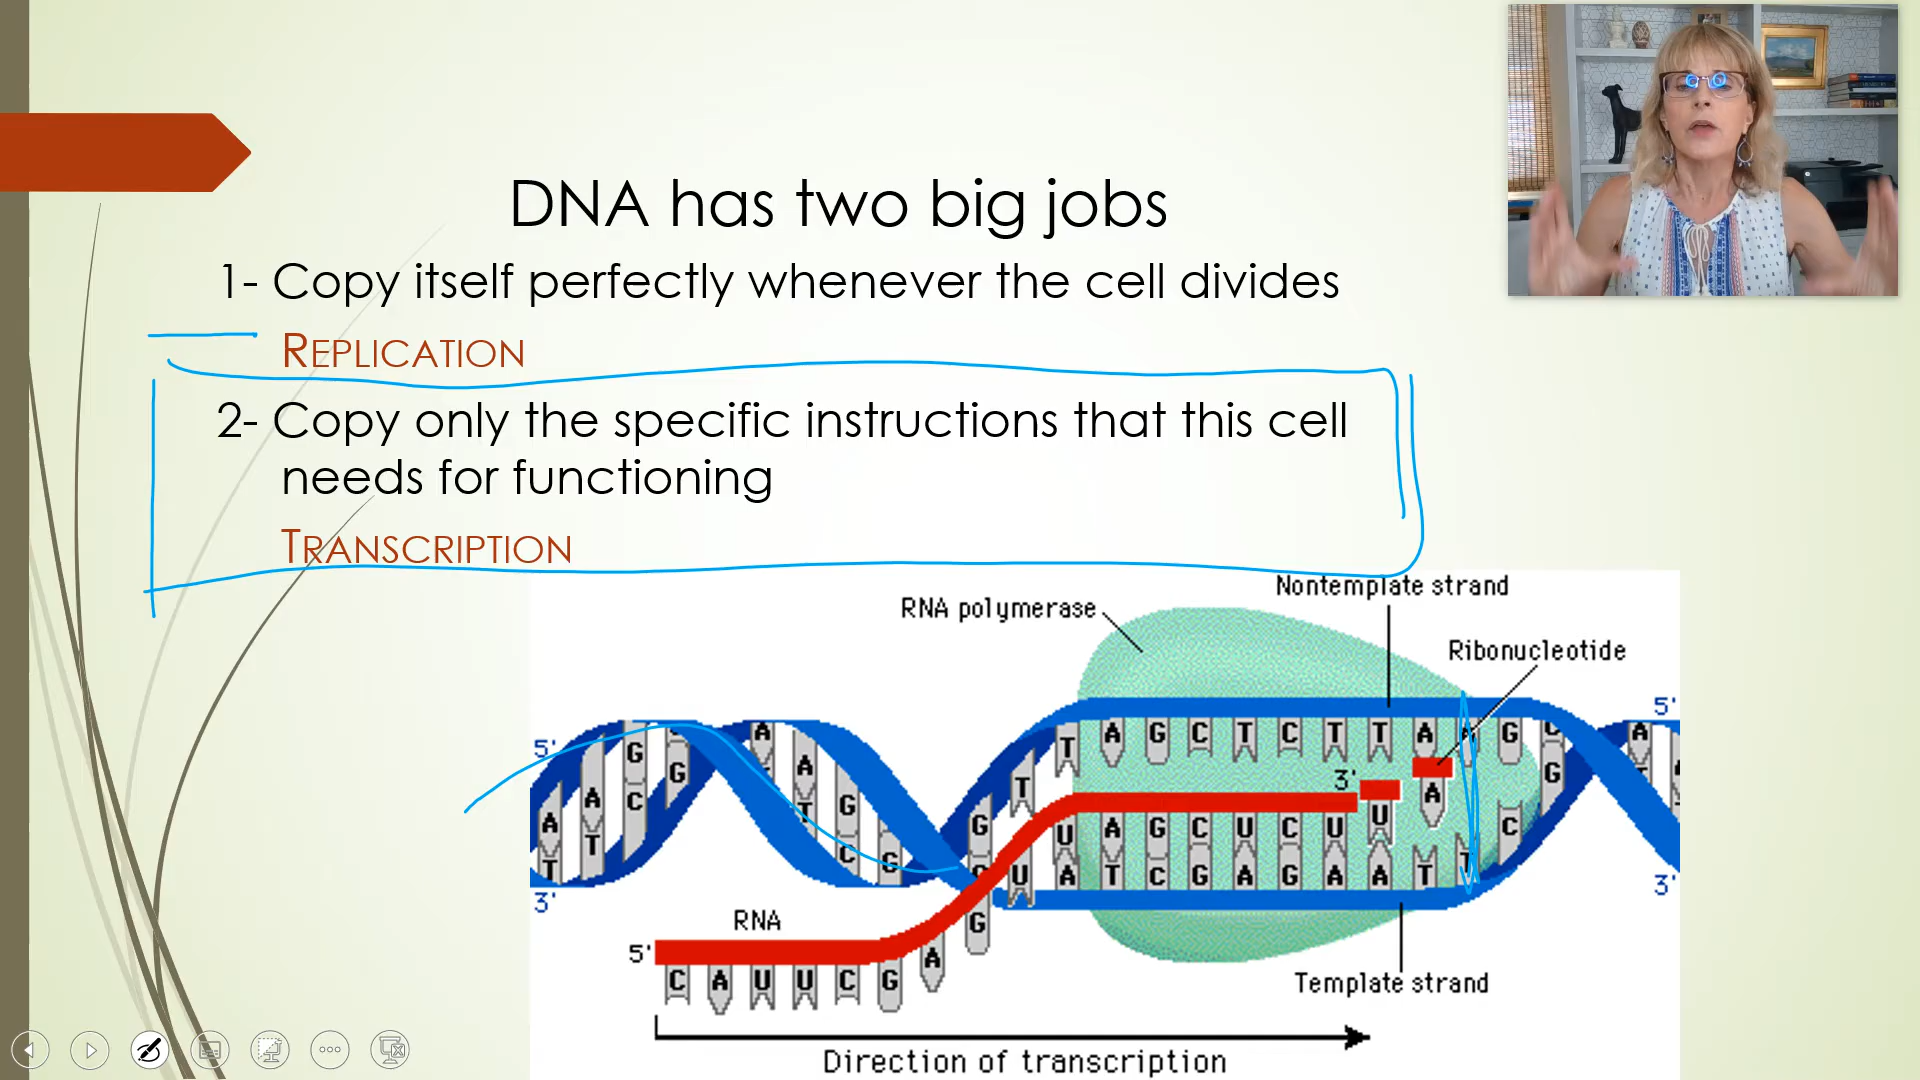 DNA has two big jobs
1- Copy itself perfectly whenever the cell divides
REPLICATION
2- Copy only the specific instructions that this cell
needs for functioning
TRANSCRIPTION
Nontemplate strand
RNA polymerase
Ribonucleotide
5'
5'
T A G C T C T T A A G C
A
A
G
A
A
G
G
T
G
T
3'
U A G C U C U U A
C
T
T
C
C
A T C G A G A A T T C
G
U
3'
3'
RNA
G
5'
A
C A U U C G
Template strand
Direction of transcription